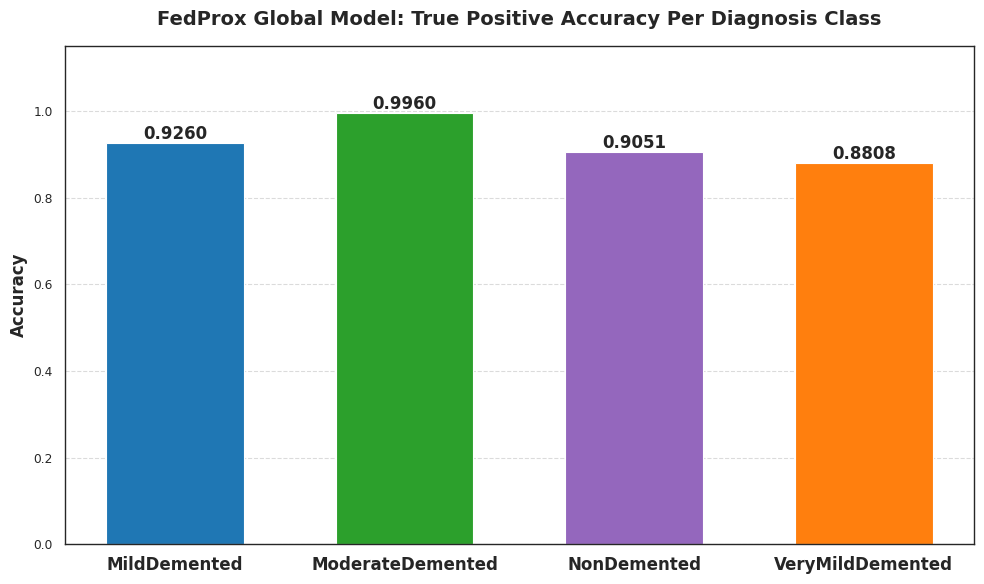 FedProx Global Model: True Positive Accuracy Per Diagnosis Class
Accuracy
1.0
0.8
0.6
0.4
0.2
0.0
0.9260
0.9960
0.9051
0.8808
MildDemented
ModerateDemented
NonDemented
VeryMildDemented